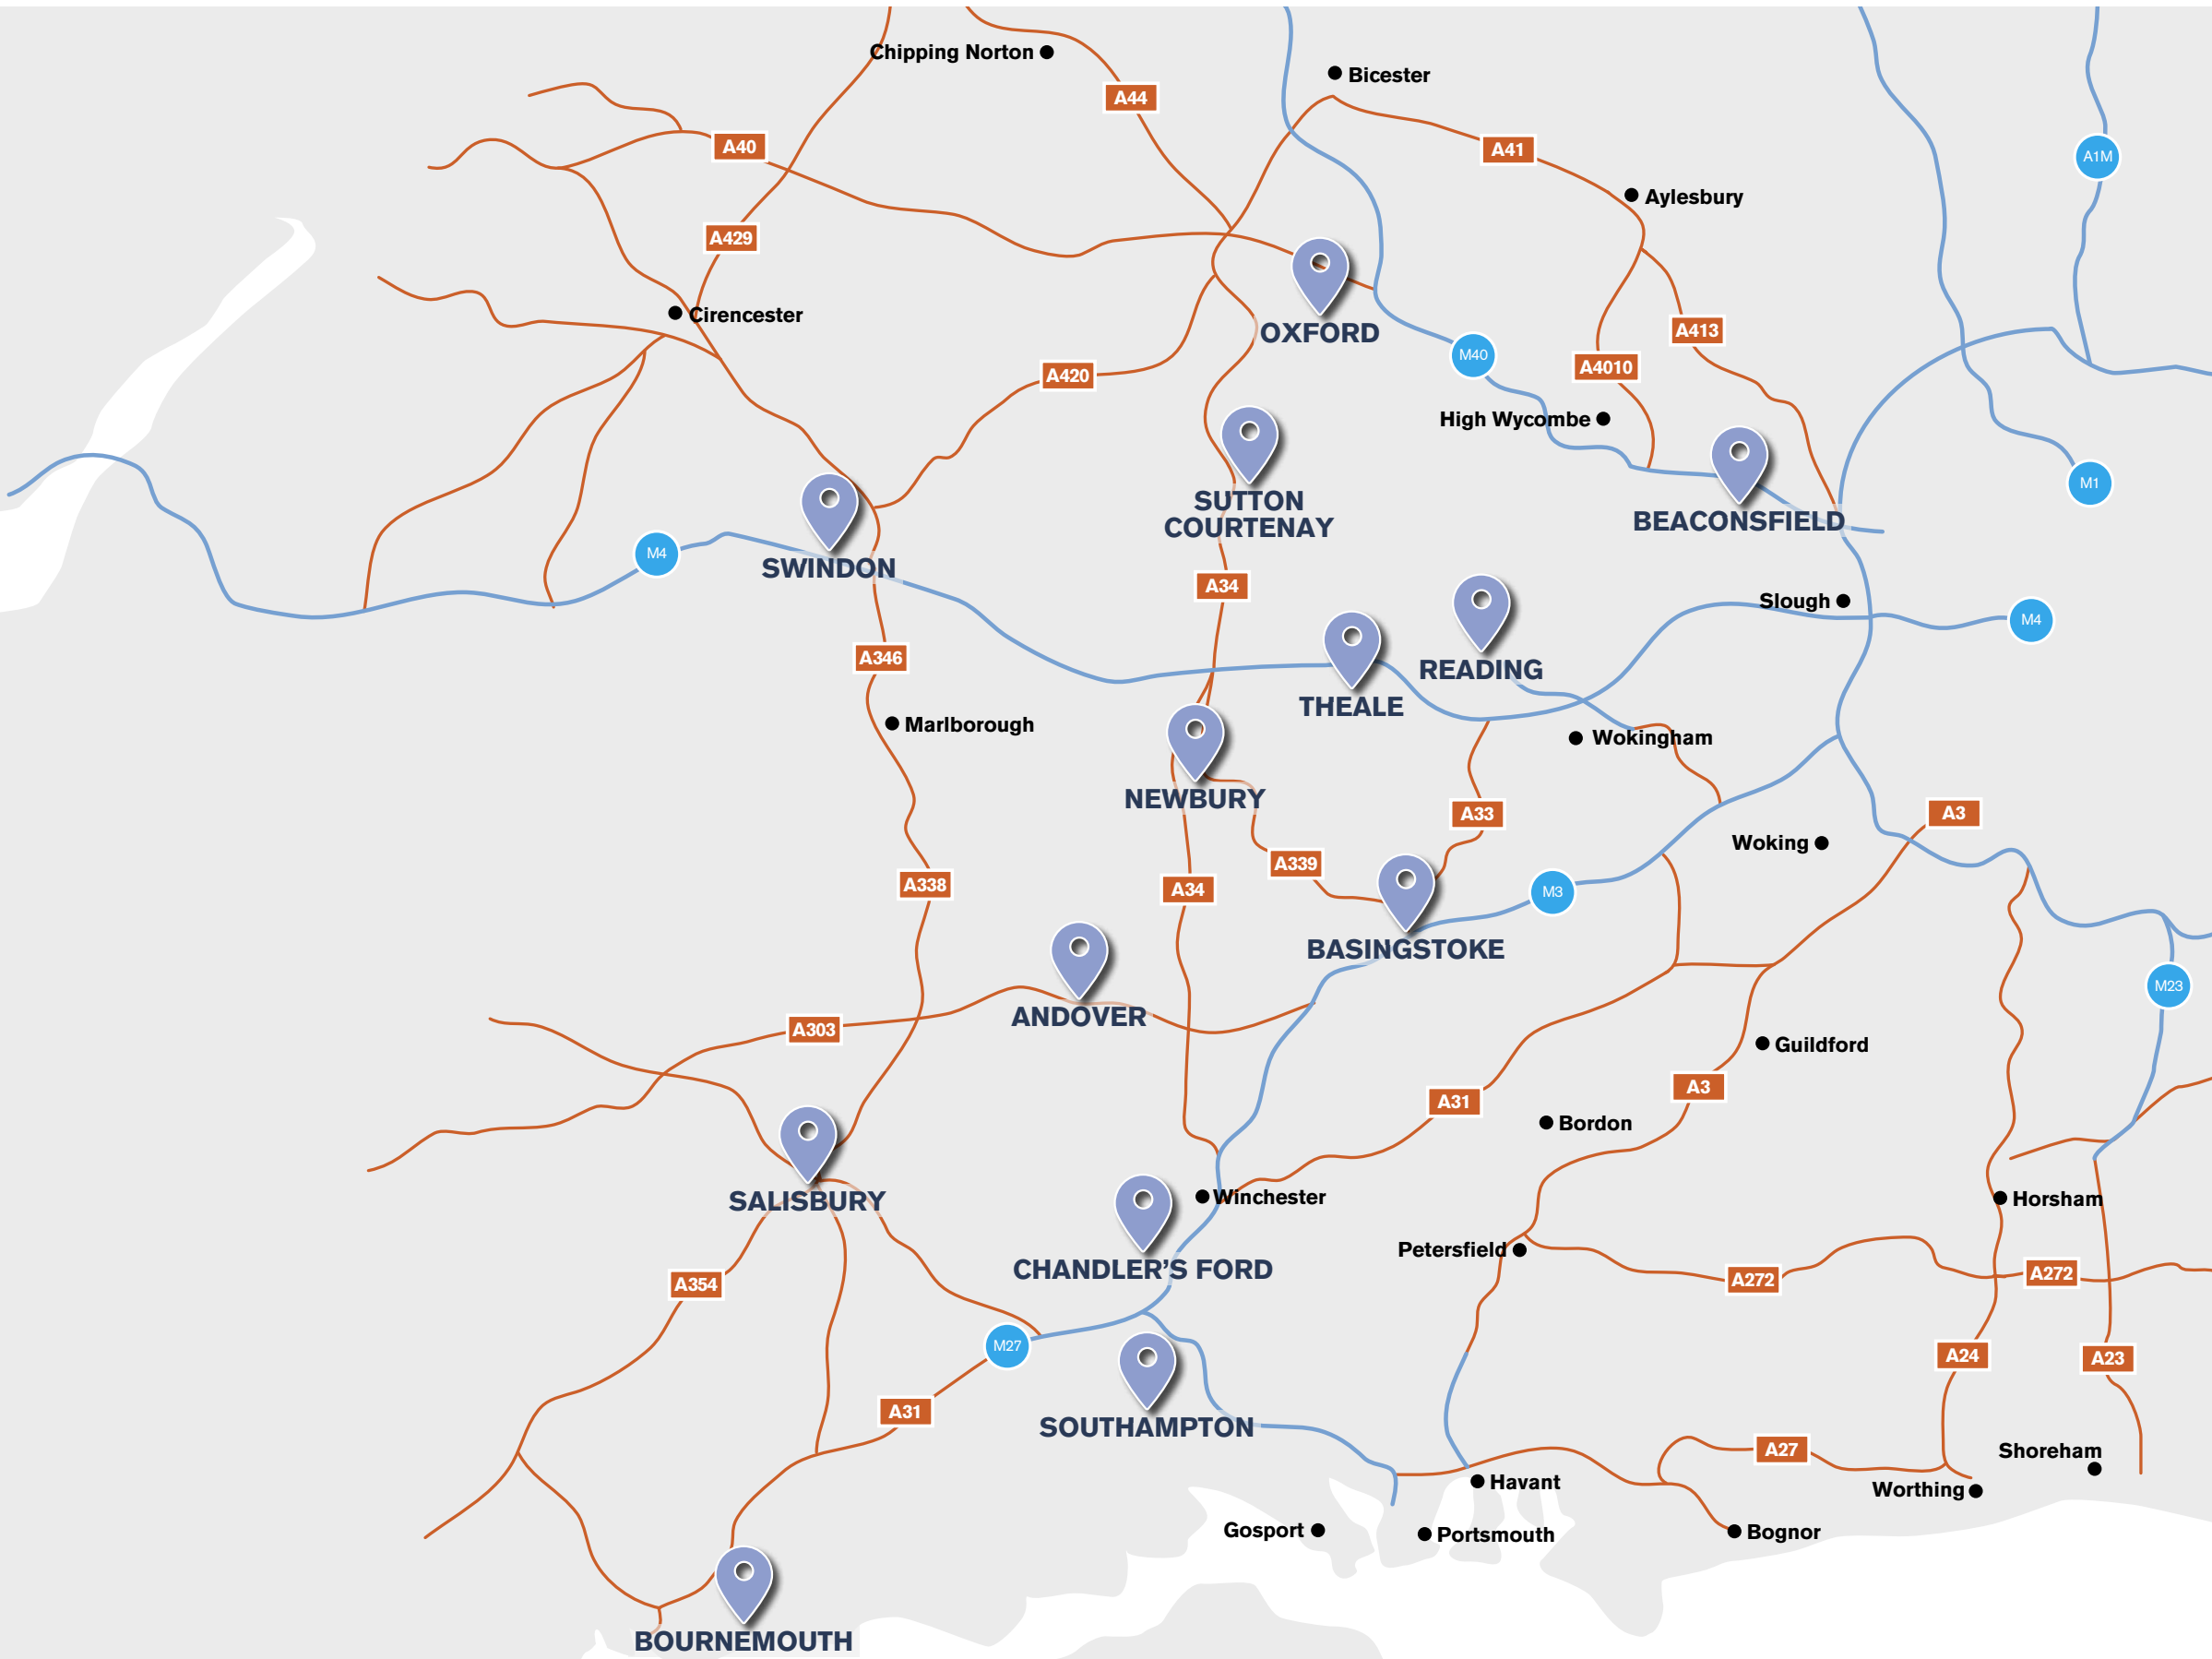 Chipping Norton
Bicester
A44
A40
A41
A1M
Aylesbury
A429
Cirencester
OXFORD
A413
M40
A4010
A420
High Wycombe
M1
SUTTON
COURTENAY
BEACONSFIELD
M4
SWINDON
A34
Slough
M4
A346
READING
THEALE
Marlborough
Wokingham
NEWBURY
A33
A3
Woking
A339
A338
A34
M3
BASINGSTOKE
M23
ANDOVER
A303
Guildford
A3
A31
Bordon
SALISBURY
Winchester
Horsham
Petersfield
CHANDLER'S FORD
A354
A272
A272
M27
A24
A23
A31
SOUTHAMPTON
A27
Shoreham
Havant
Worthing
Gosport
Portsmouth
Bognor
BOURNEMOUTH